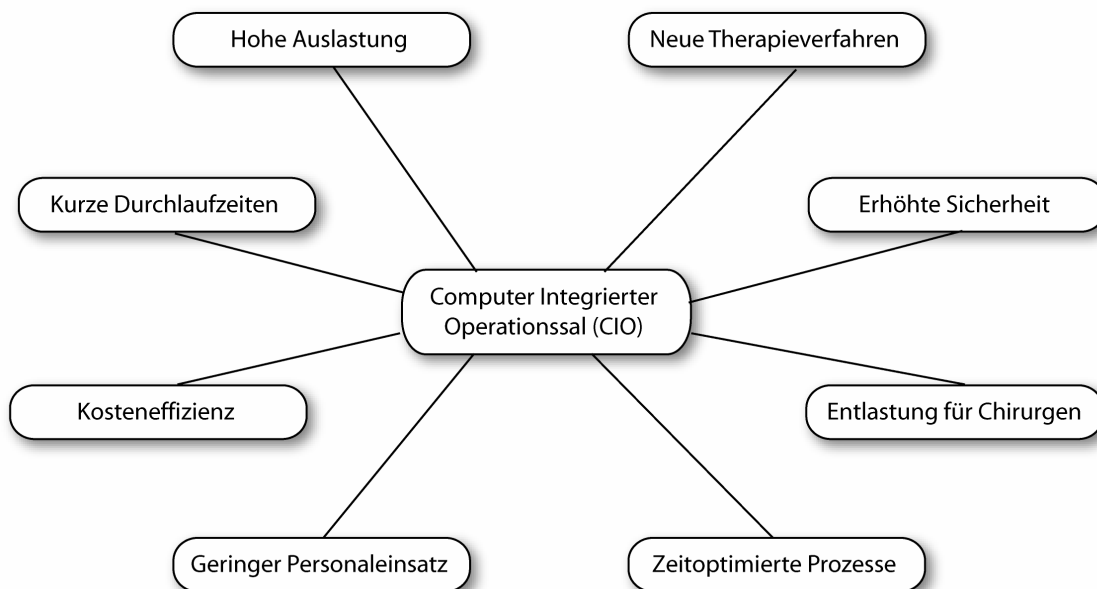 Hohe Auslastung
Neue Therapieverfahren
Kurze Durchlaufzeiten
Erhöhte Sicherheit
Computer Integrierter
Operationssal (CIO)
Kosteneffizienz
Entlastung für Chirurgen
Geringer Personaleinsatz
Zeitoptimierte Prozesse